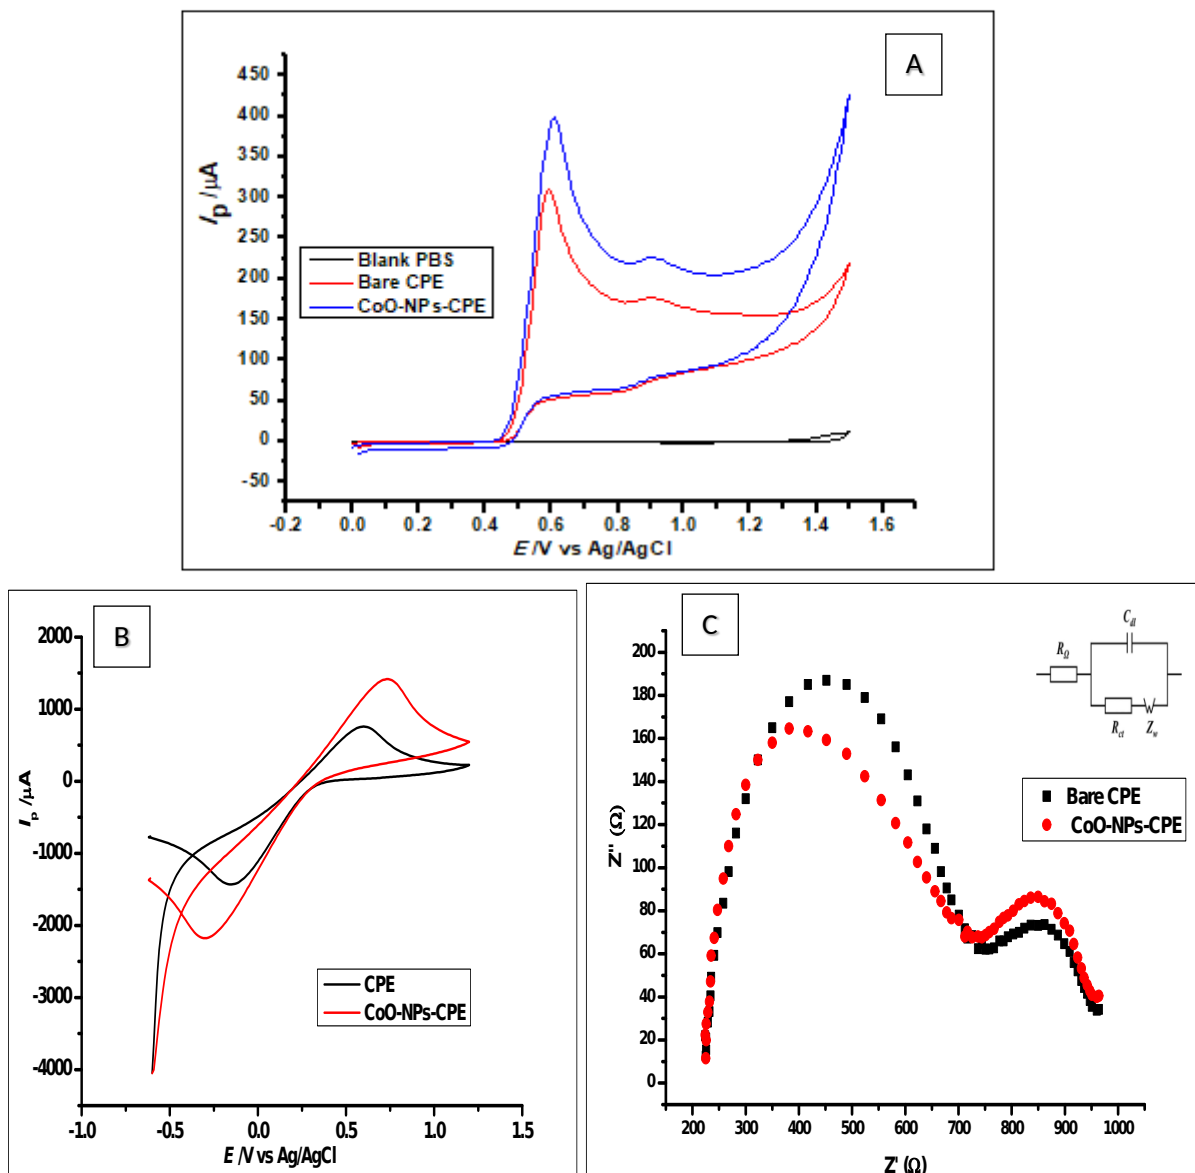 A
450
400
350
300
250
200
150
100
50
0
-50
Ip /μA
Blank PBS
Bare CPE
CoO-NPs-CPE
-0.2 0.0 0.2 0.4 0.6 0.8 1.0 1.2 1.4 1.6
E /V vs Ag/AgCl
B
2000
1000
0
-1000
-2000
-3000
-4000
Ip /μA
CPE
CoO-NPs-CPE
-1.0 -0.5 0.0 0.5 1.0 1.5
E /V vs Ag/AgCl
C
200
180
160
140
120
100
80
60
40
20
0
Z'' (Ω)
Cdl
RΩ
Rct Zw
Bare CPE
CoO-NPs-CPE
200 300 400 500 600 700 800 900 1000
Z' (Ω)